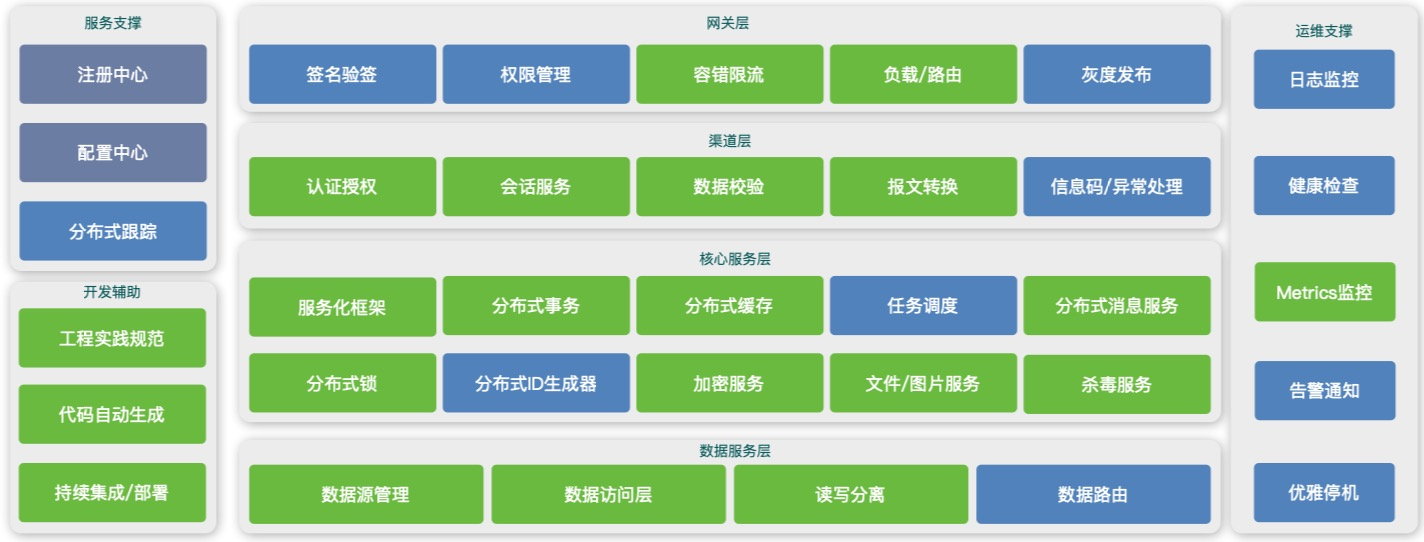 服务支撑
注册中心
配置中心
分布式跟踪
开发辅助
工程实践规范
代码自动生成
持续集成/部署
网关层
签名验签
权限管理
容错限流
负载/路由
灰度发布
渠道层
认证授权
会话服务
数据校验
报文转换
信息码/异常处理
核心服务层
服务化框架
分布式事务
分布式缓存
任务调度
分布式消息服务
分布式锁
分布式ID生成器
加密服务
文件/图片服务
杀毒服务
数据服务层
数据源管理
数据访问层
读写分离
数据路由
运维支撑
日志监控
健康检查
Metrics监控
告警通知
优雅停机